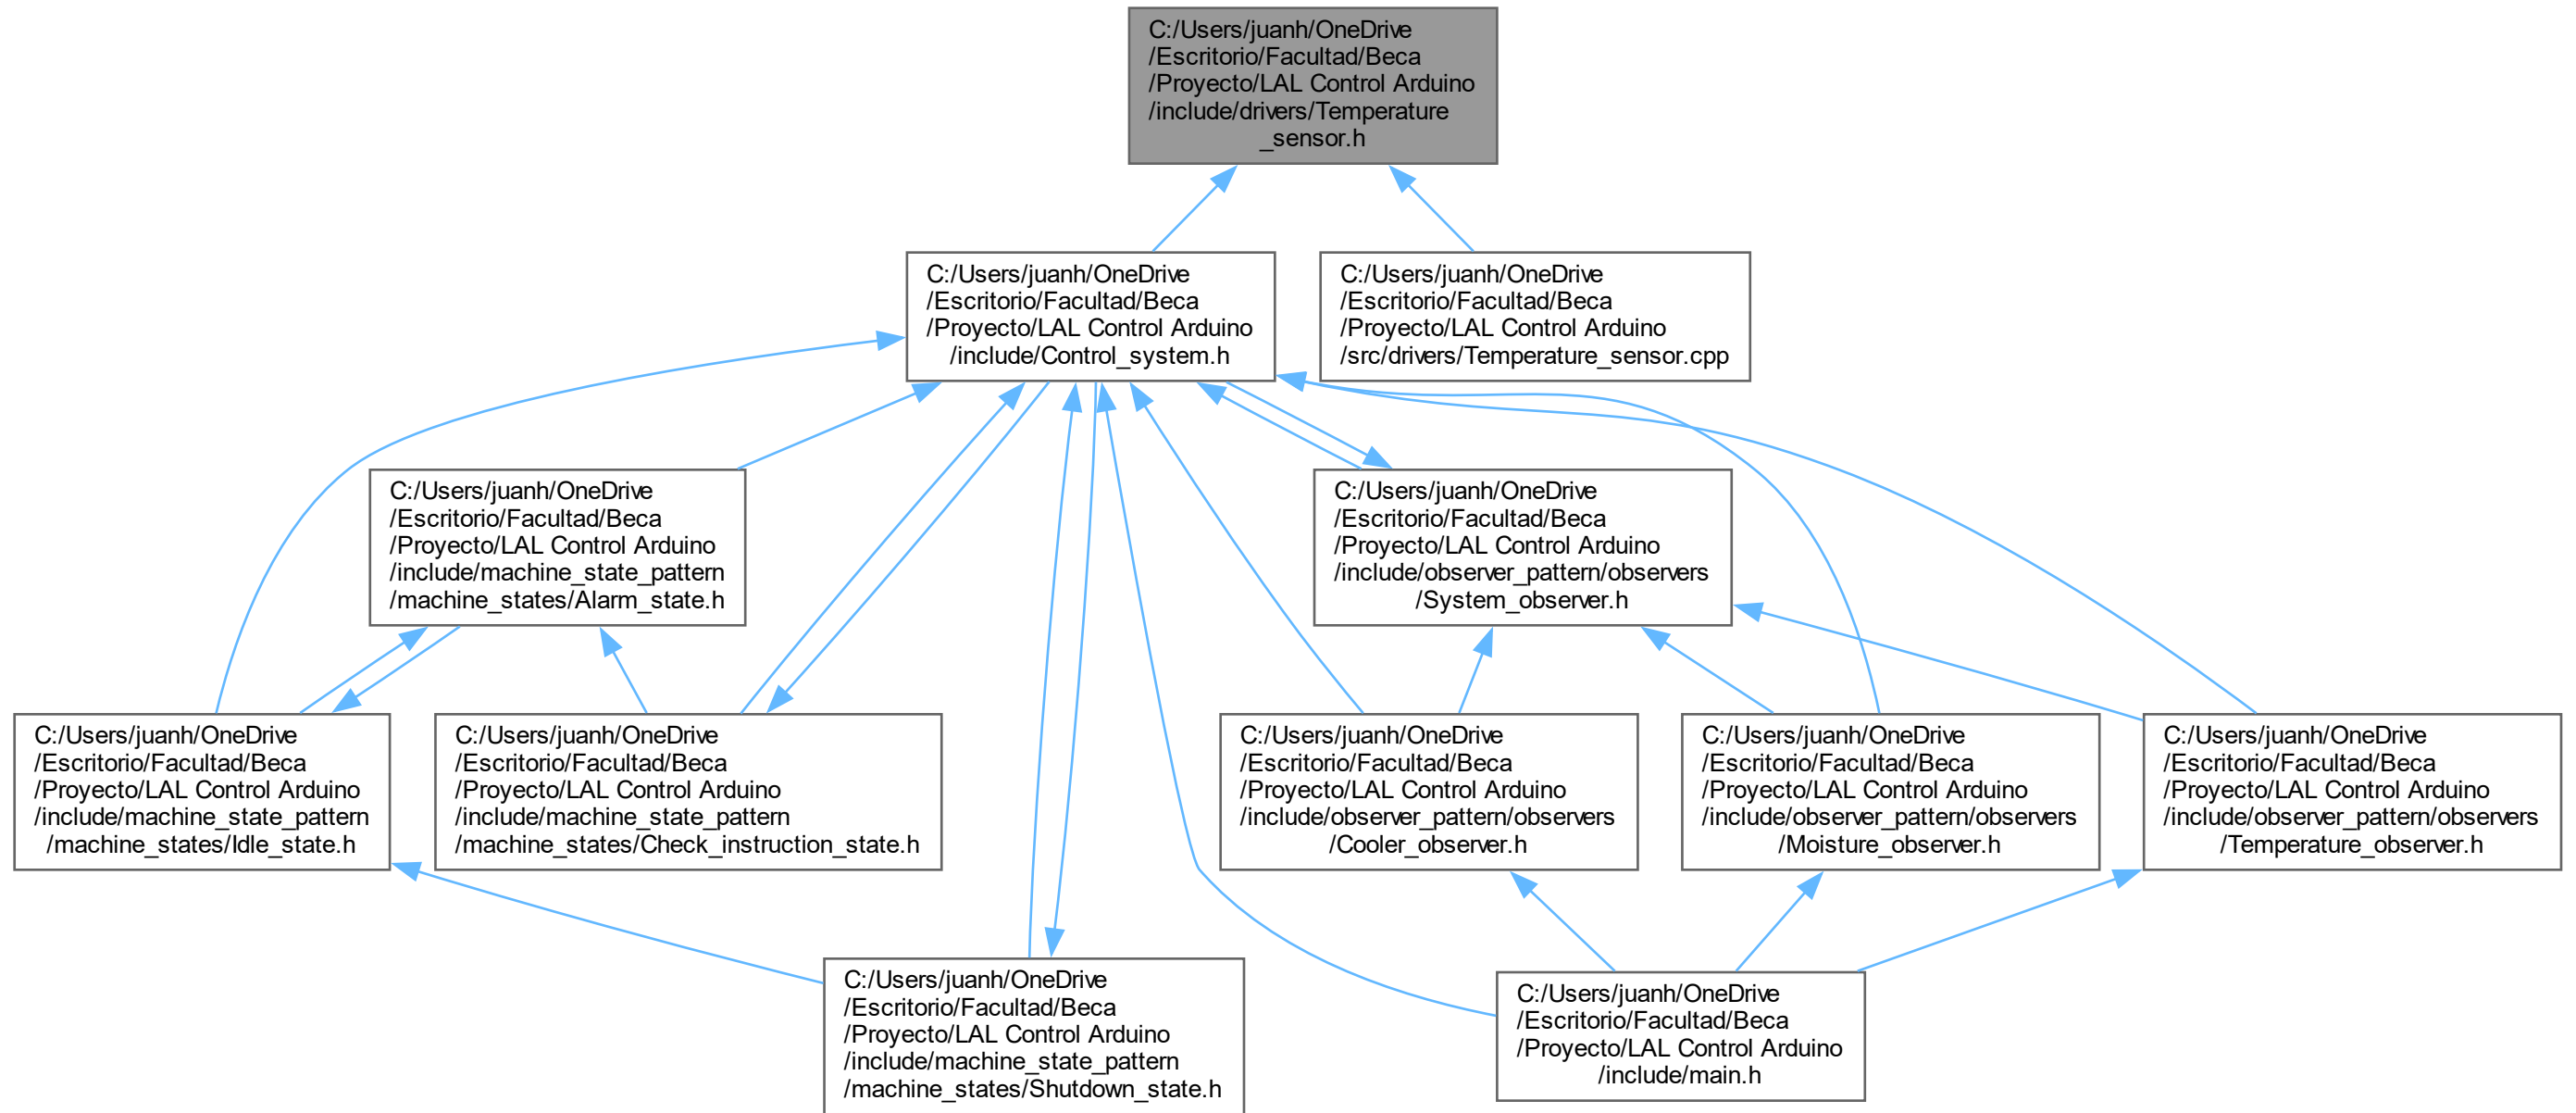 C:/Users/juanh/OneDrive
/Escritorio/Facultad/Beca
/Proyecto/LAL Control Arduino
/include/drivers/Temperature
_sensor.h
C:/Users/juanh/OneDrive
/Escritorio/Facultad/Beca
/Proyecto/LAL Control Arduino
/include/Control_system.h
C:/Users/juanh/OneDrive
/Escritorio/Facultad/Beca
/Proyecto/LAL Control Arduino
/src/drivers/Temperature_sensor.cpp
C:/Users/juanh/OneDrive
/Escritorio/Facultad/Beca
/Proyecto/LAL Control Arduino
/include/machine_state_pattern
/machine_states/Alarm_state.h
C:/Users/juanh/OneDrive
/Escritorio/Facultad/Beca
/Proyecto/LAL Control Arduino
/include/observer_pattern/observers
/System_observer.h
C:/Users/juanh/OneDrive
/Escritorio/Facultad/Beca
/Proyecto/LAL Control Arduino
/include/machine_state_pattern
/machine_states/Idle_state.h
C:/Users/juanh/OneDrive
/Escritorio/Facultad/Beca
/Proyecto/LAL Control Arduino
/include/machine_state_pattern
/machine_states/Check_instruction_state.h
C:/Users/juanh/OneDrive
/Escritorio/Facultad/Beca
/Proyecto/LAL Control Arduino
/include/observer_pattern/observers
/Cooler_observer.h
C:/Users/juanh/OneDrive
/Escritorio/Facultad/Beca
/Proyecto/LAL Control Arduino
/include/observer_pattern/observers
/Moisture_observer.h
C:/Users/juanh/OneDrive
/Escritorio/Facultad/Beca
/Proyecto/LAL Control Arduino
/include/observer_pattern/observers
/Temperature_observer.h
C:/Users/juanh/OneDrive
/Escritorio/Facultad/Beca
/Proyecto/LAL Control Arduino
/include/machine_state_pattern
/machine_states/Shutdown_state.h
C:/Users/juanh/OneDrive
/Escritorio/Facultad/Beca
/Proyecto/LAL Control Arduino
/include/main.h